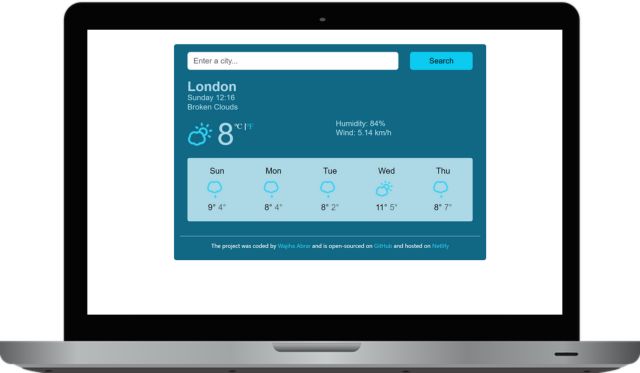 Enter a city...
Search
London
Sunday 12:16
Broken Clouds
8 °C | °F
Humidity: 84%
Wind: 5.14 km/h
Sun Mon Tue Wed Thu
9° 4° 8° 4° 8° 2° 11° 5° 8° 7°
The project was coded by Wajiha Abrar and is open-sourced on GitHub and hosted on Netlify